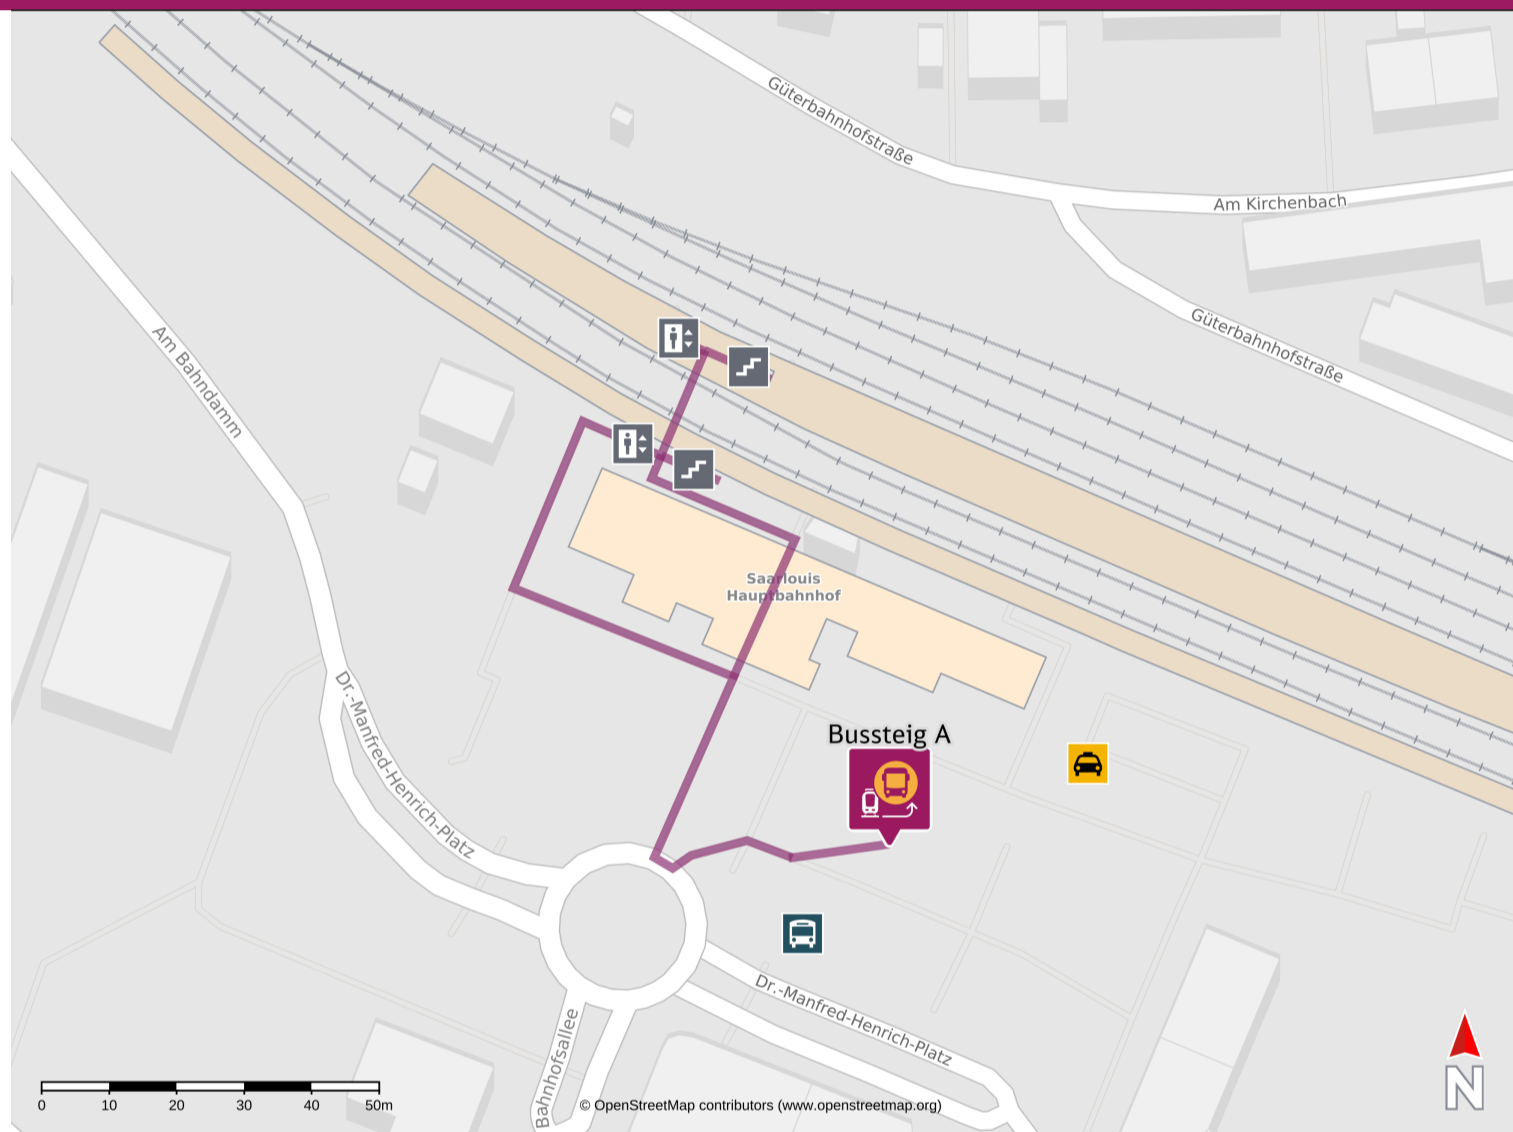 Güterbahnhofstraße
Am Kirchenbach
Güterbahnhofstraße
Am Bahndamm
Saarlouis
Hauptbahnhof
Dr.-Manfred-Henrich-Platz
Bussteig A
Dr.-Manfred-Henrich-Platz
Bahnhofsallee
0 10 20 30 40 50m
© OpenStreetMap contributors (www.openstreetmap.org)
N